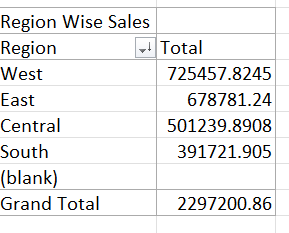 Region Wise Sales
Region Total
West 725457.8245
East 678781.24
Central 501239.8908
South 391721.905
(blank)
Grand Total 2297200.86